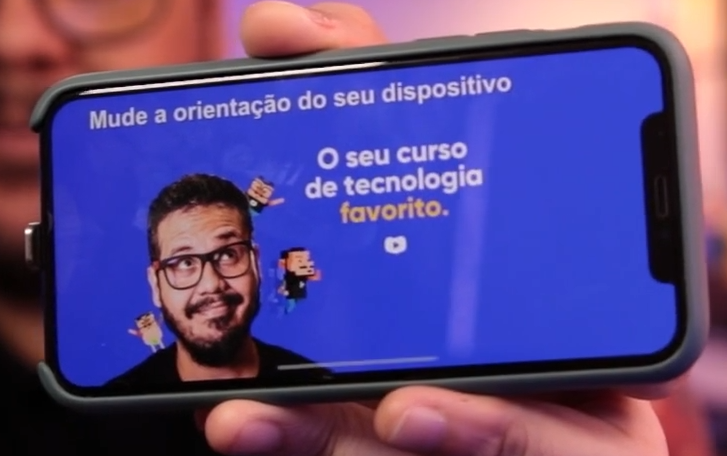 Mude a orientação do seu dispositivo
O seu curso
de tecnologia
favorito.